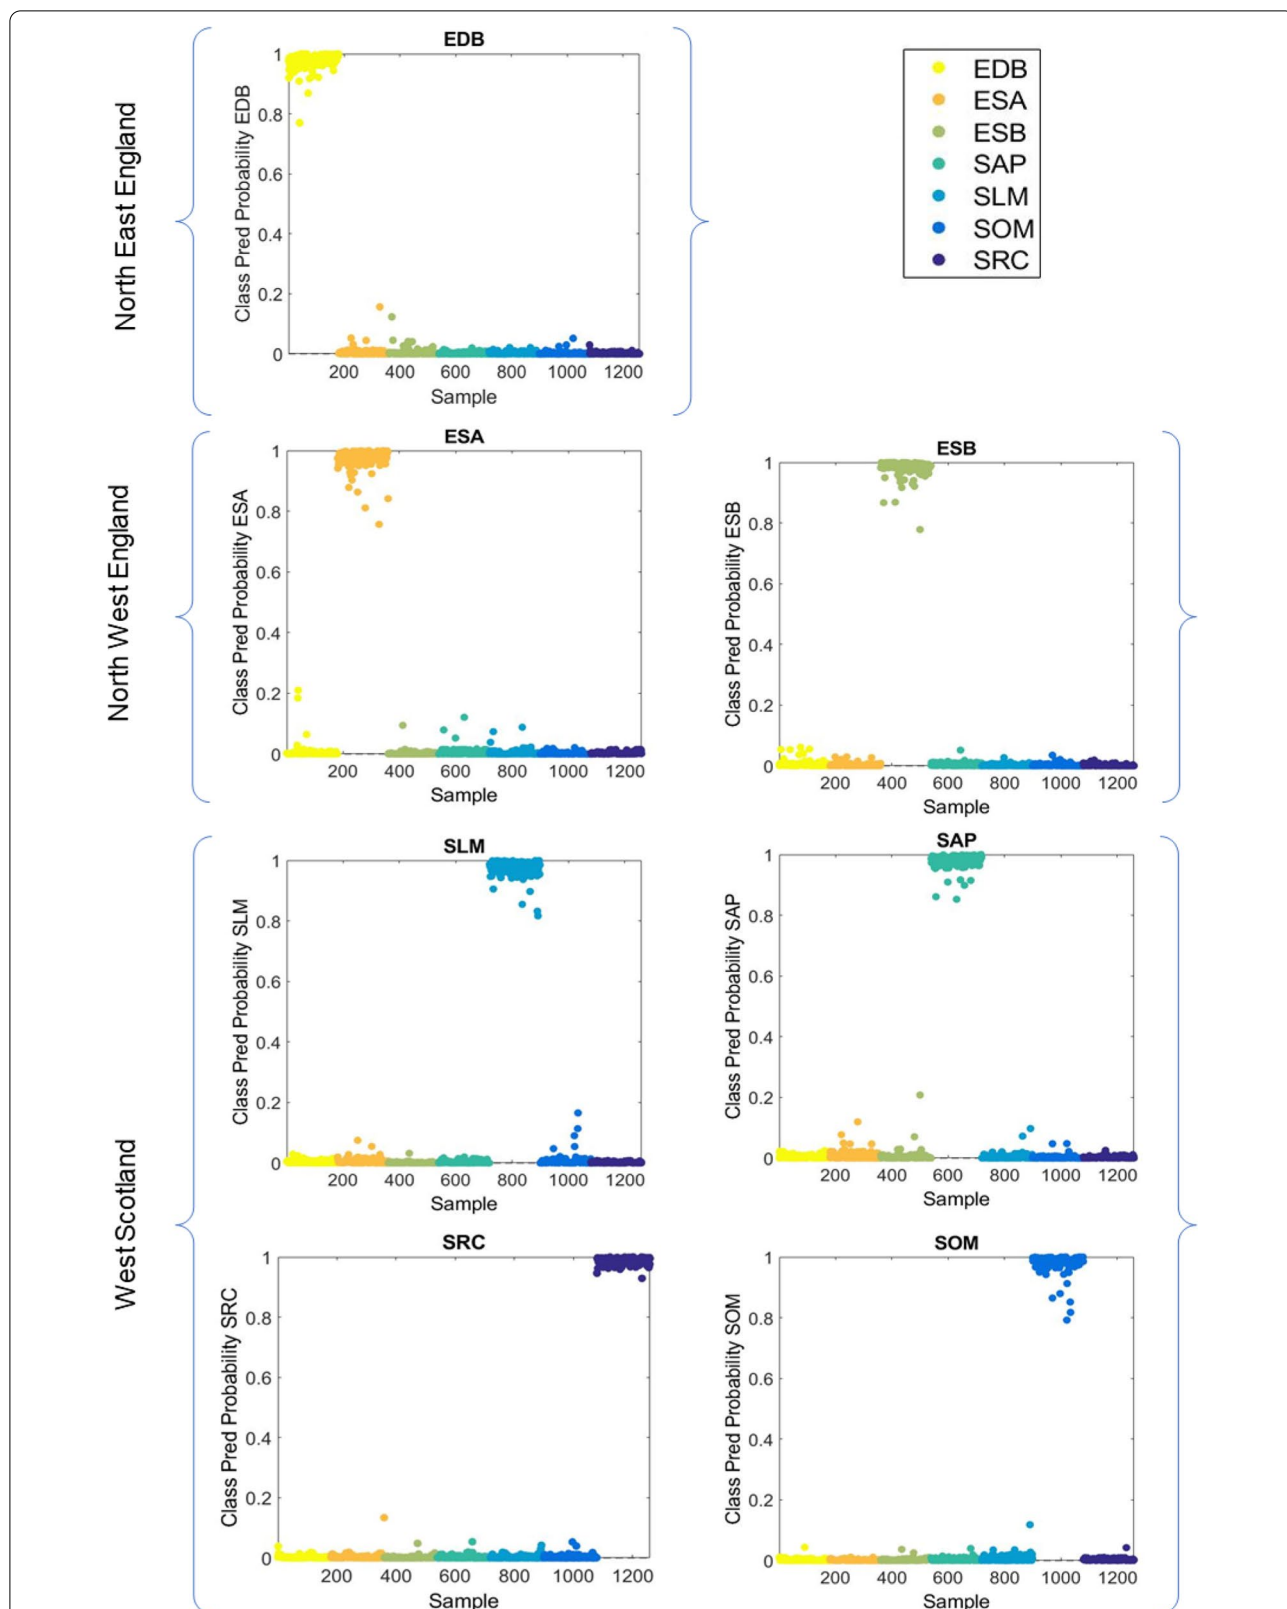 North East England
EDB
Class Pred Probability EDB
1
0.8
0.6
0.4
0.2
0
200 400 600 800 1000 1200
Sample
EDB
ESA
ESB
SAP
SLM
SOM
SRC
North West England
ESA
Class Pred Probability ESA
1
0.8
0.6
0.4
0.2
0
200 400 600 800 1000 1200
Sample
ESB
Class Pred Probability ESB
1
0.8
0.6
0.4
0.2
0
200 400 600 800 1000 1200
Sample
West Scotland
SLM
Class Pred Probability SLM
1
0.8
0.6
0.4
0.2
0
200 400 600 800 1000 1200
Sample
SAP
Class Pred Probability SAP
1
0.8
0.6
0.4
0.2
0
200 400 600 800 1000 1200
Sample
SRC
Class Pred Probability SRC
1
0.8
0.6
0.4
0.2
0
200 400 600 800 1000
Sample
SOM
Class Pred Probability SOM
1
0.8
0.6
0.4
0.2
0
200 400 600 800 1000 1200
Sample